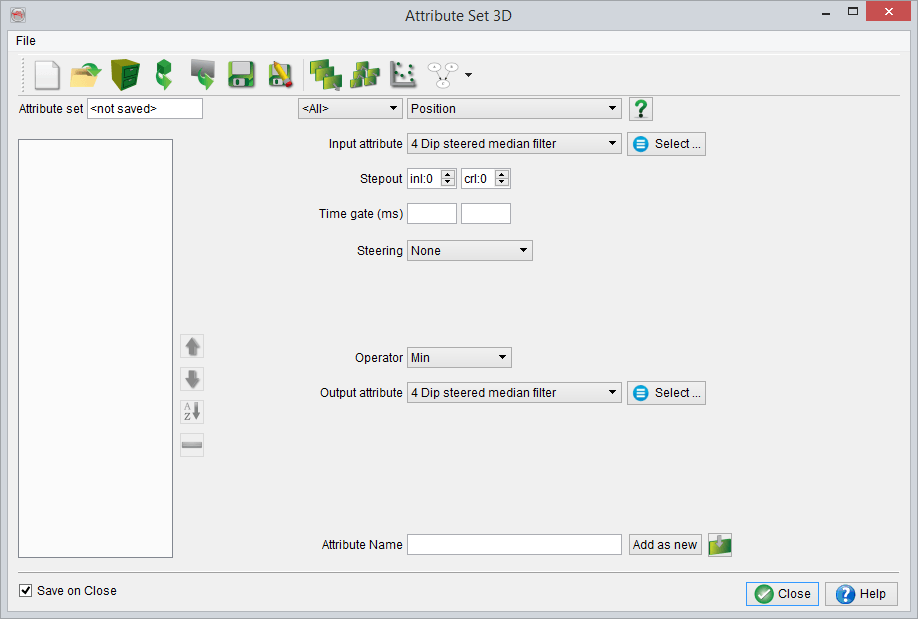 Attribute Set 3D
File
Attribute set <not saved> <All> Position ?
Input attribute 4 Dip steered median filter Select ...
Stepout inl:0 crl:0
Time gate (ms)
Steering None
Operator Min
A
Z
Output attribute 4 Dip steered median filter Select ...
Attribute Name Add as new
Save on Close
Close ? Help